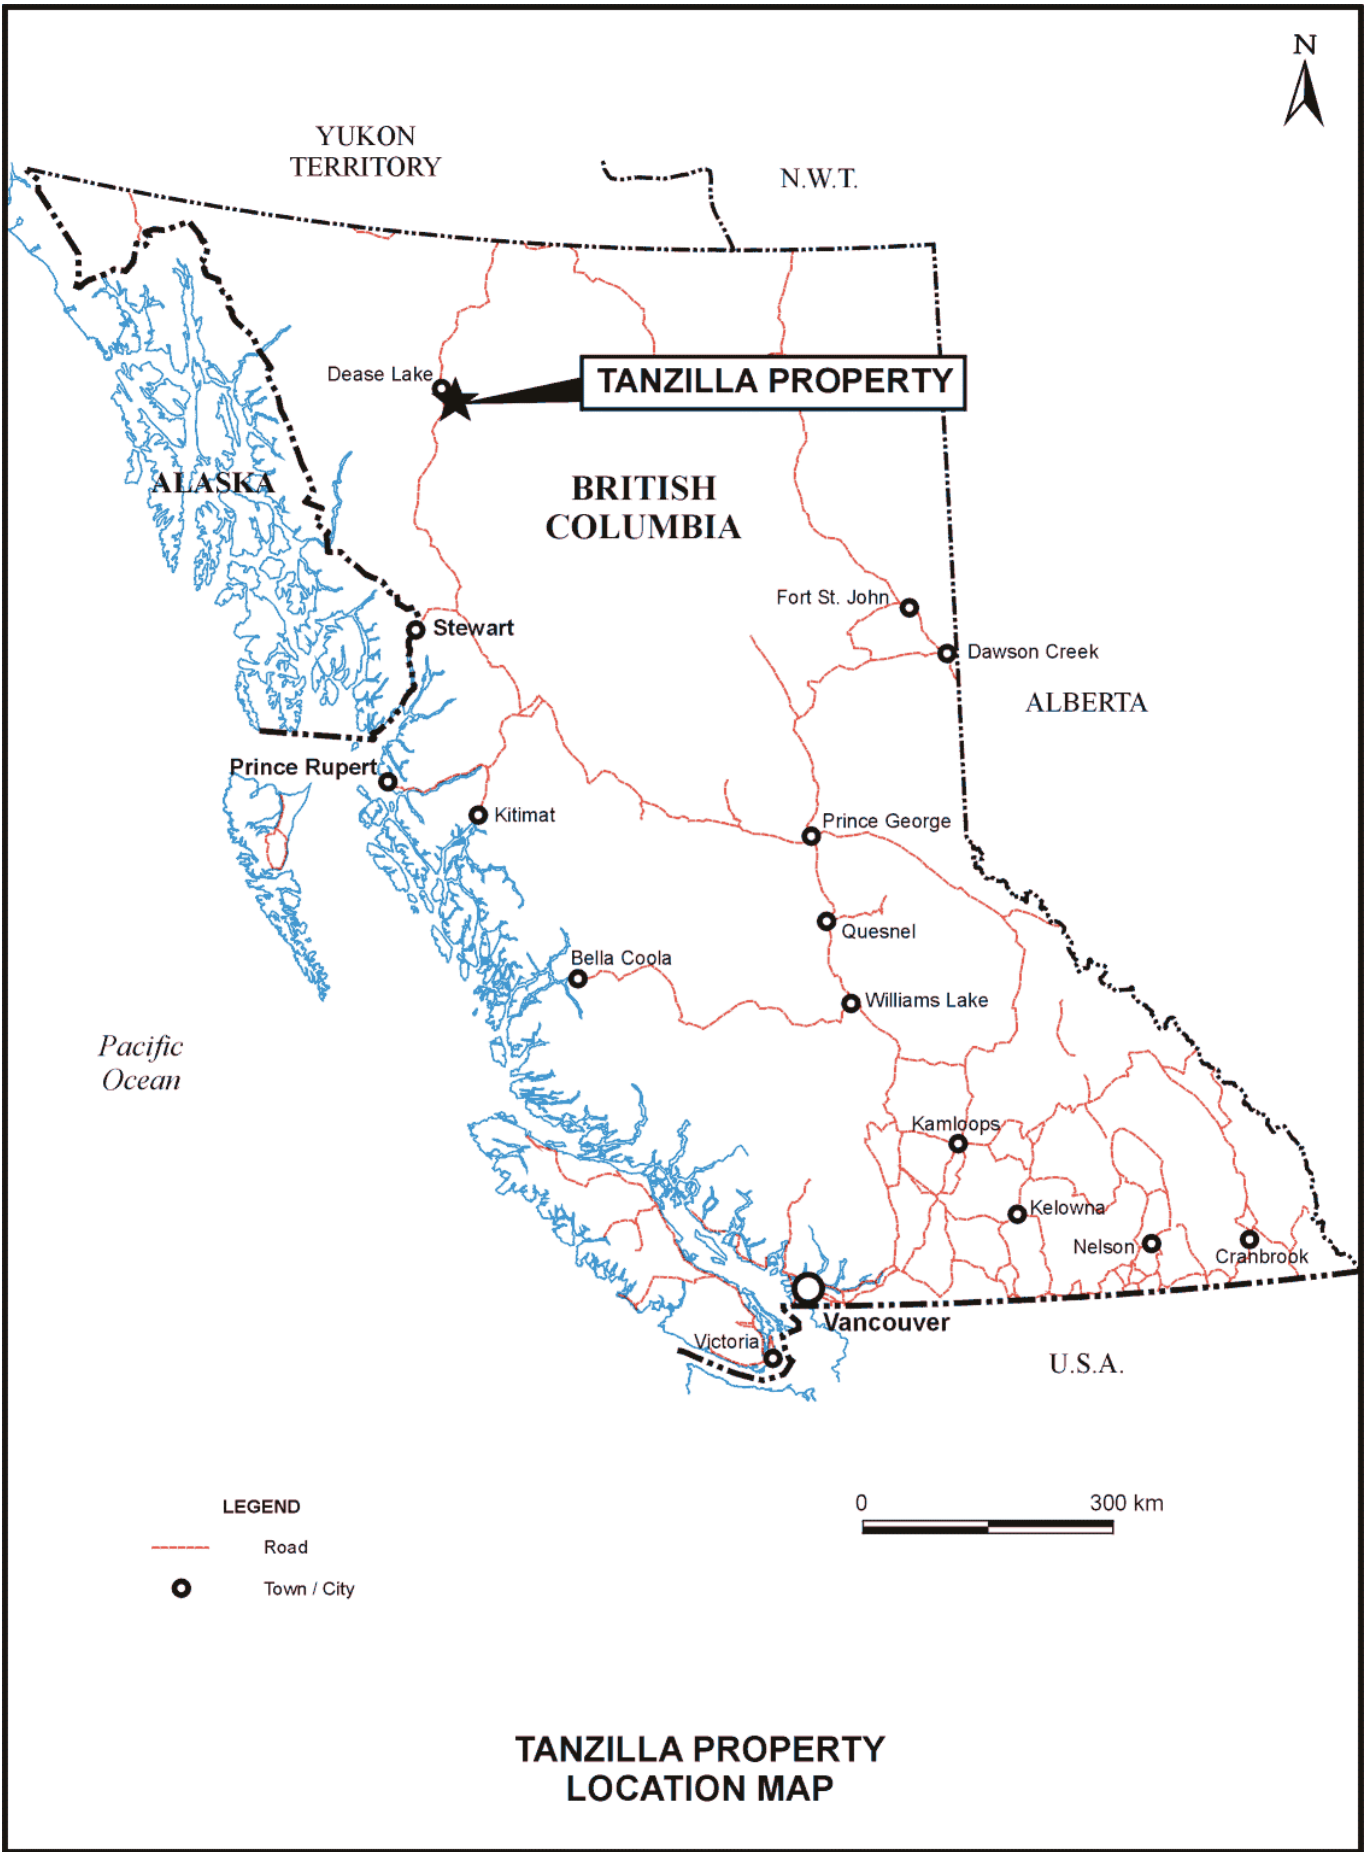 N
YUKON
TERRITORY
N.W.T.
Dease Lake
TANZILLA PROPERTY
ALASKA
BRITISH
COLUMBIA
Fort St. John
Stewart
Dawson Creek
ALBERTA
Prince Rupert
Kitimat
Prince George
Quesnel
Bella Coola
Williams Lake
Pacific
Ocean
Kamloops
Kelowna
Nelson
Cranbrook
Vancouver
Victoria
U.S.A.
0 300 km
LEGEND
Road
Town / City
TANZILLA PROPERTY
LOCATION MAP